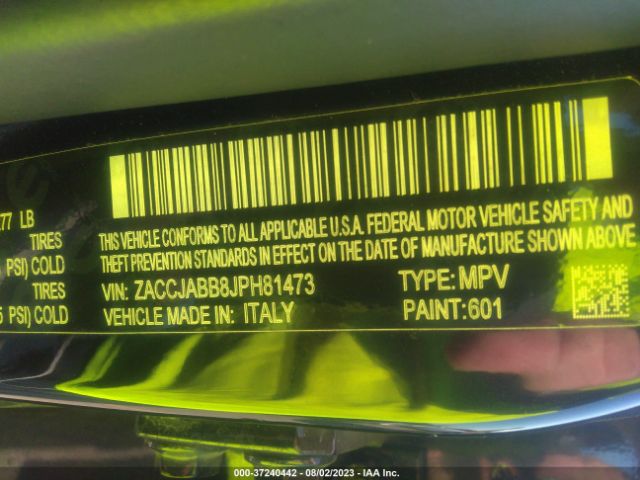 77 LB
TIRES
PSI) COLD
TIRES
5 PSI) COLD
THIS VEHICLE CONFORMS TO ALL APPLICABLE U.S.A. FEDERAL MOTOR VEHICLE SAFETY AND
THEFT PREVENTION STANDARDS IN EFFECT ON THE DATE OF MANUFACTURE SHOWN ABOVE
VIN: ZACCJABB8JPH81473 TYPE: MPV
VEHICLE MADE IN: ITALY PAINT: 601
000-37240442 - 08/02/2023 - IAA Inc.